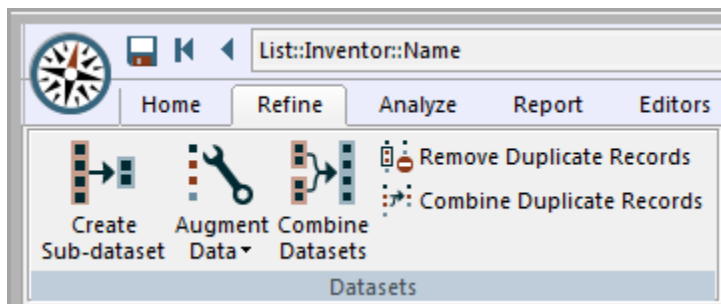 List::Inventor::Name
Home Refine Analyze Report Editors
Create Sub-dataset
Augment Data
Combine Datasets
Remove Duplicate Records
Combine Duplicate Records
Datasets